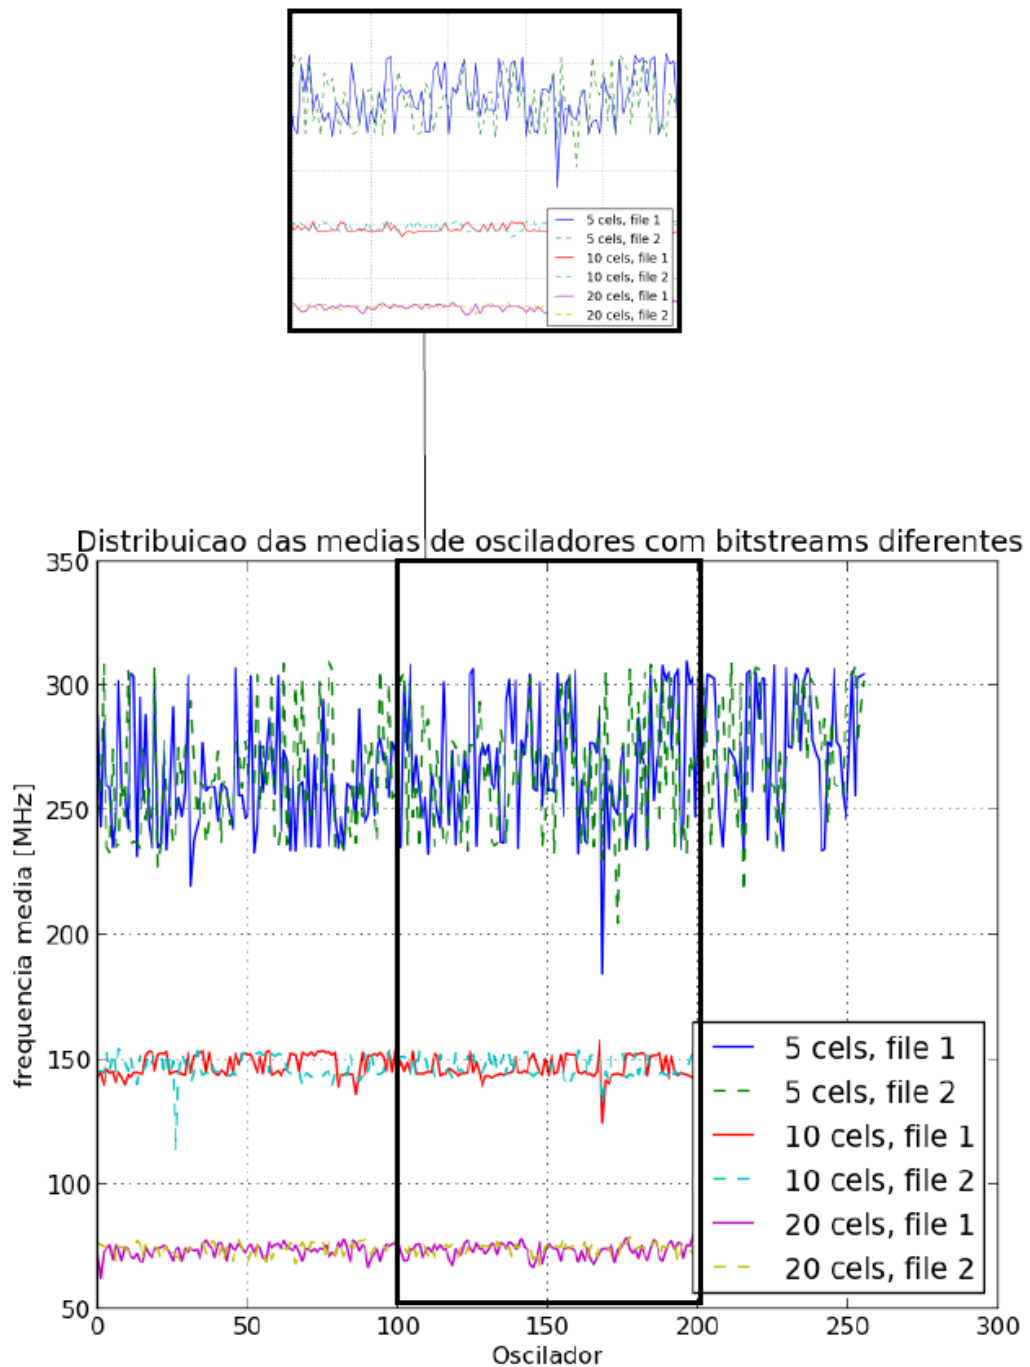 5 cels, file 1
5 cels, file 2
10 cels, file 1
10 cels, file 2
20 cels, file 1
20 cels, file 2
Distribuicao das medias de osciladores com bitstreams diferentes
350
300
250
200
150
100
50
frequencia media [MHz]
5 cels, file 1
5 cels, file 2
10 cels, file 1
10 cels, file 2
20 cels, file 1
20 cels, file 2
0 50 100 150 200 250 300
Oscilador